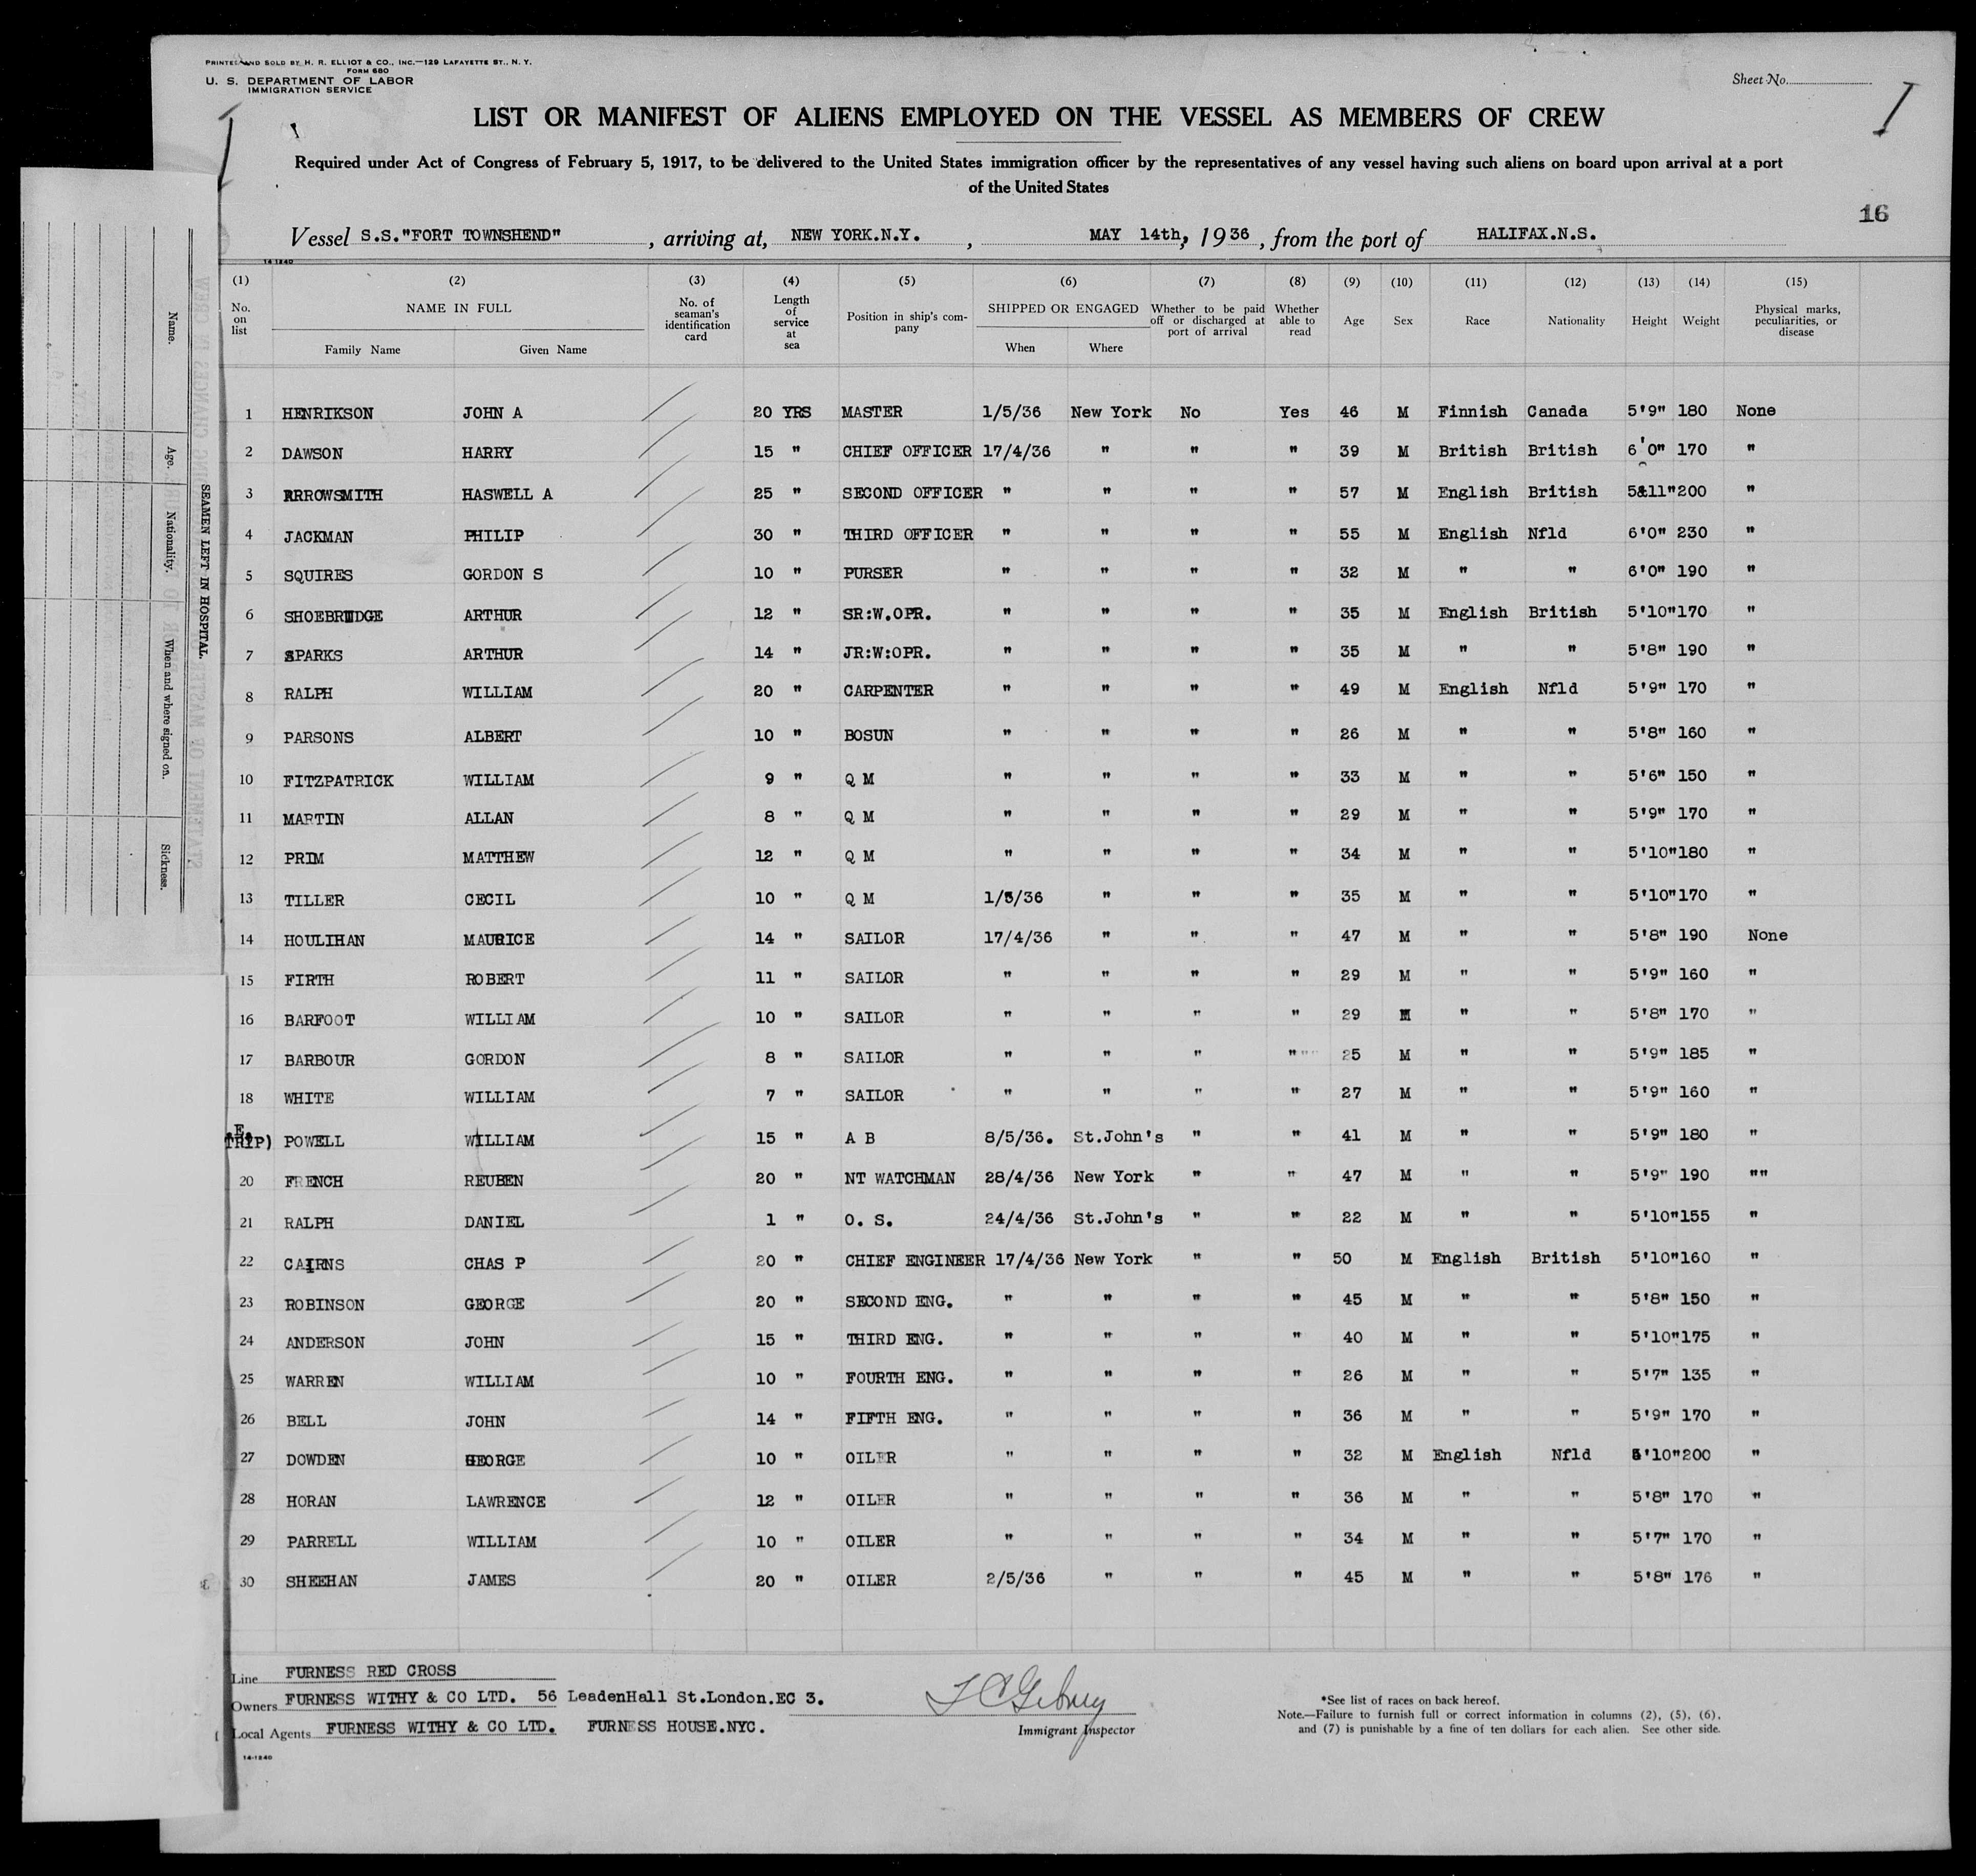 PRINTED AND SOLD BY H. R. ELLIOT & CO., INC.—129 LAFAYETTE ST., N. Y.
FORM 680
U. S. DEPARTMENT OF LABOR
IMMIGRATION SERVICE
Sheet No.
LIST OR MANIFEST OF ALIENS EMPLOYED ON THE VESSEL AS MEMBERS OF CREW
Required under Act of Congress of February 5, 1917, to be delivered to the United States immigration officer by the representatives of any vessel having such aliens on board upon arrival at a port
of the United States
16
Vessel S.S."FORT TOWNSHEND" , arriving at, NEW YORK.N.Y. , MAY 14th, 1936, from the port of HALIFAX.N.S.
14-1240
(1) (2) (3) (4) (5) (6) (7) (8) (9) (10) (11) (12) (13) (14) (15)
No. on list NAME IN FULL Family Name Given Name No. of seaman's identification card Length of service at sea Position in ship's company SHIPPED OR ENGAGED When Where Whether to be paid off or discharged at port of arrival Whether able to read Age Sex Race Nationality Height Weight Physical marks, peculiarities, or disease
1 HENRIKSON JOHN A 20 YRS MASTER 1/5/36 New York No Yes 46 M Finnish Canada 5'9" 180 None
2 DAWSON HARRY 15 " CHIEF OFFICER 17/4/36 " " " 39 M British British 6'0" 170 "
3 ARROWSMITH HASWELL A 25 " SECOND OFFICER " " " " 57 M English British 5&11" 200 "
4 JACKMAN PHILIP 30 " THIRD OFFICER " " " " 55 M English Nfld 6'0" 230 "
5 SQUIRES GORDON S 10 " PURSER " " " " 32 M " " 6'0" 190 "
6 SHOEBRIDGE ARTHUR 12 " SR:W.OPR. " " " " 35 M English British 5'10" 170 "
7 SPARKS ARTHUR 14 " JR:W:OPR. " " " " 35 M " " 5'8" 190 "
8 RALPH WILLIAM 20 " CARPENTER " " " " 49 M English Nfld 5'9" 170 "
9 PARSONS ALBERT 10 " BOSUN " " " " 26 M " " 5'8" 160 "
10 FITZPATRICK WILLIAM 9 " Q M " " " " 33 M " " 5'6" 150 "
11 MARTIN ALLAN 8 " Q M " " " " 29 M " " 5'9" 170 "
12 PRIM MATTHEW 12 " Q M " " " " 34 M " " 5'10" 180 "
13 TILLER CECIL 10 " Q M 1/5/36 " " " 35 M " " 5'10" 170 "
14 HOULIHAN MAURICE 14 " SAILOR 17/4/36 " " " 47 M " " 5'8" 190 None
15 FIRTH ROBERT 11 " SAILOR " " " " 29 M " " 5'9" 160 "
16 BARFOOT WILLIAM 10 " SAILOR " " " " 29 M " " 5'8" 170 "
17 BARBOUR GORDON 8 " SAILOR " " " " 25 M " " 5'9" 185 "
18 WHITE WILLIAM 7 " SAILOR " " " " 27 M " " 5'9" 160 "
TRIP) POWELL WILLIAM 15 " A B 8/5/36. St.John's " " 41 M " " 5'9" 180 "
20 FRENCH REUBEN 20 " NT WATCHMAN 28/4/36 New York " " 47 M " " 5'9" 190 ""
21 RALPH DANIEL 1 " O. S. 24/4/36 St.John's " " 22 M " " 5'10" 155 "
22 CAIRNS CHAS P 20 " CHIEF ENGINEER 17/4/36 New York " " 50 M English British 5'10" 160 "
23 ROBINSON GEORGE 20 " SECOND ENG. " " " " 45 M " " 5'8" 150 "
24 ANDERSON JOHN 15 " THIRD ENG. " " " " 40 M " " 5'10" 175 "
25 WARREN WILLIAM 10 " FOURTH ENG. " " " " 26 M " " 5'7" 135 "
26 BELL JOHN 14 " FIFTH ENG. " " " " 36 M " " 5'9" 170 "
27 DOWDEN GEORGE 10 " OILER " " " " 32 M English Nfld 5'10" 200 "
28 HORAN LAWRENCE 12 " OILER " " " " 36 M " " 5'8" 170 "
29 PARRELL WILLIAM 10 " OILER " " " " 34 M " " 5'7" 170 "
30 SHEEHAN JAMES 20 " OILER 2/5/36 " " " 45 M " " 5'8" 176 "
Line FURNESS RED CROSS
Owners FURNESS WITHY & CO LTD. 56 LeadenHall St.London.EC 3.
Local Agents FURNESS WITHY & CO LTD. FURNESS HOUSE.NYC.
14-1240
Immigrant Inspector
*See list of races on back hereof.
Note.—Failure to furnish full or correct information in columns (2), (5), (6),
and (7) is punishable by a fine of ten dollars for each alien. See other side.
SEAMEN LEFT IN HOSPITAL.
Name. Age. Nationality. When and where signed on. Sickness.